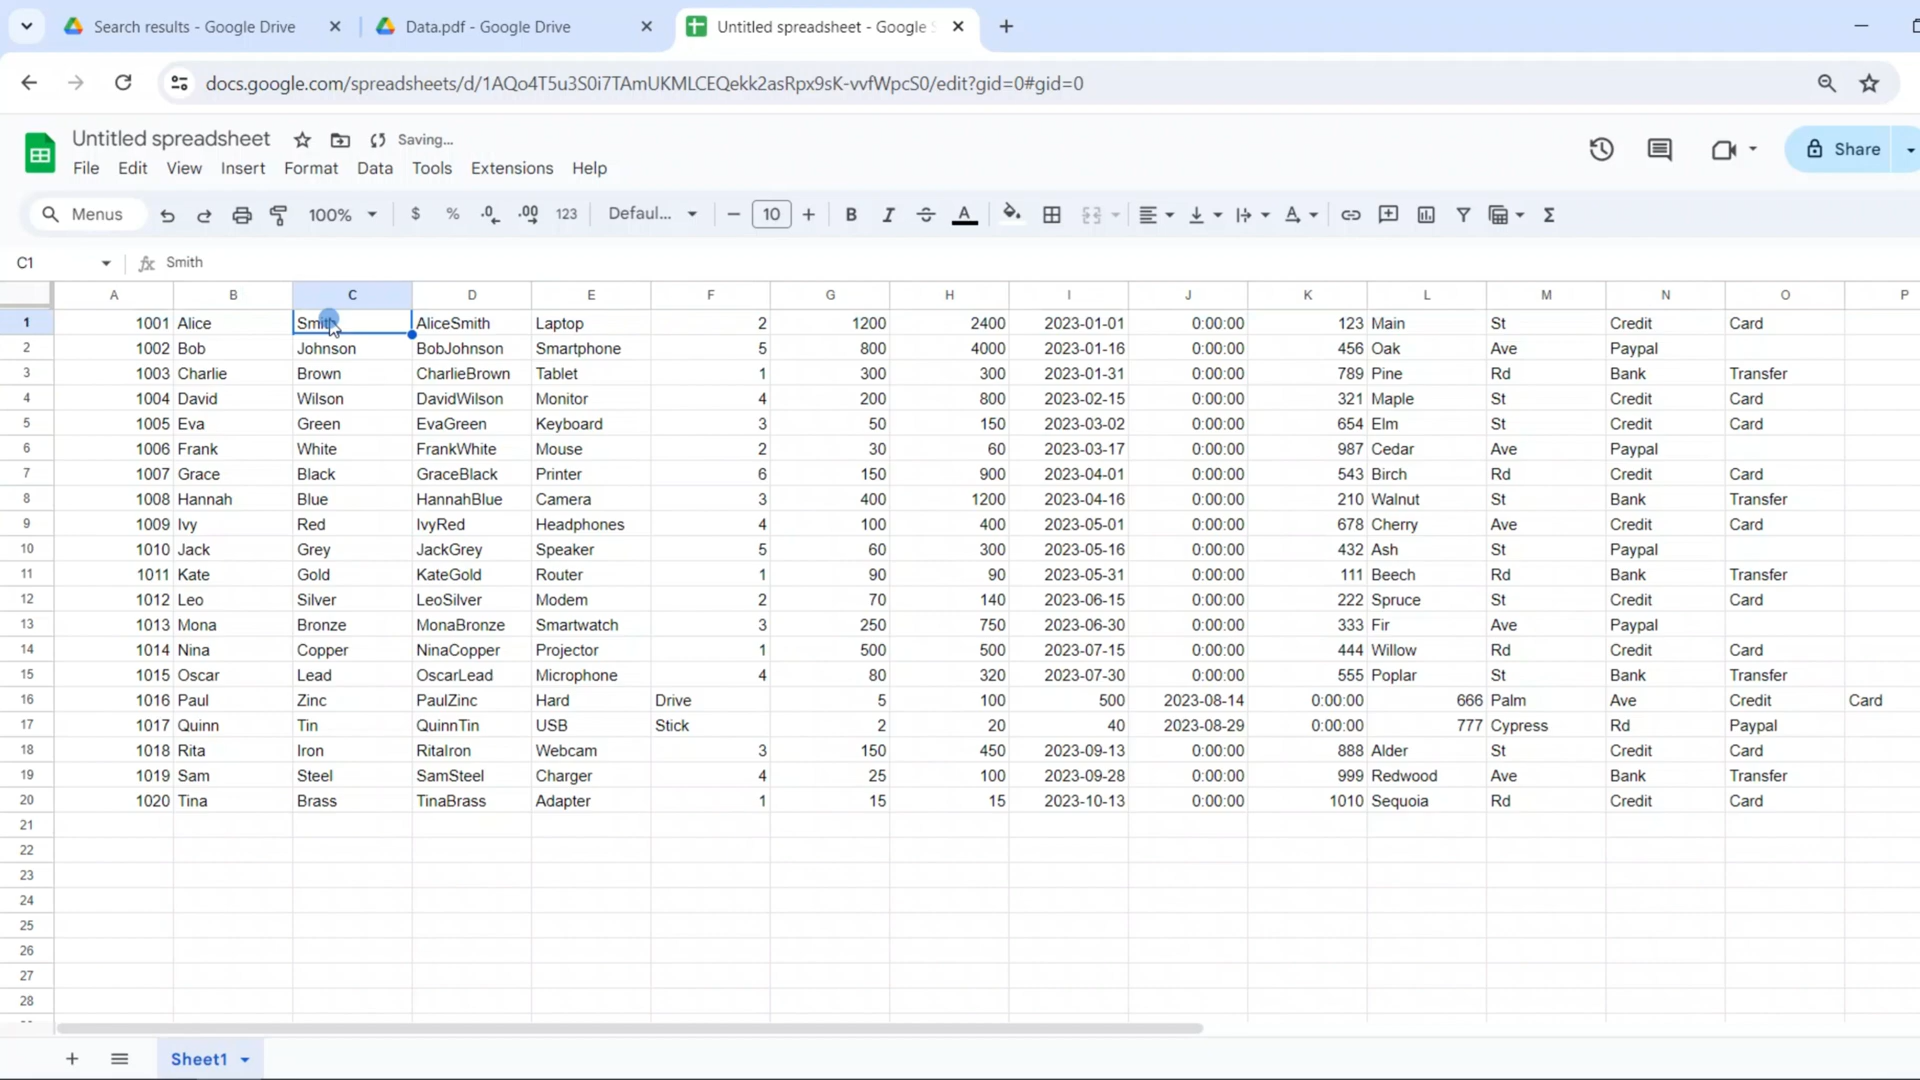 Search results - Google Drive Data.pdf - Google Drive Untitled spreadsheet - Google S
docs.google.com/spreadsheets/d/1AQo4T5u3S0i7TAmUKMLCEQekk2asRpx9sK-vvfWpcS0/edit?gid=0#gid=0
Untitled spreadsheet Saving... Share
File Edit View Insert Format Data Tools Extensions Help
Menus 100% $ % .0 .00 123 Defaul... − 10 + B I S A Σ
C1 fx Smith
A B C D E F G H I J K L M N O P
1 1001 Alice Smith AliceSmith Laptop 2 1200 2400 2023-01-01 0:00:00 123 Main St Credit Card
2 1002 Bob Johnson BobJohnson Smartphone 5 800 4000 2023-01-16 0:00:00 456 Oak Ave Paypal
3 1003 Charlie Brown CharlieBrown Tablet 1 300 300 2023-01-31 0:00:00 789 Pine Rd Bank Transfer
4 1004 David Wilson DavidWilson Monitor 4 200 800 2023-02-15 0:00:00 321 Maple St Credit Card
5 1005 Eva Green EvaGreen Keyboard 3 50 150 2023-03-02 0:00:00 654 Elm St Credit Card
6 1006 Frank White FrankWhite Mouse 2 30 60 2023-03-17 0:00:00 987 Cedar Ave Paypal
7 1007 Grace Black GraceBlack Printer 6 150 900 2023-04-01 0:00:00 543 Birch Rd Credit Card
8 1008 Hannah Blue HannahBlue Camera 3 400 1200 2023-04-16 0:00:00 210 Walnut St Bank Transfer
9 1009 Ivy Red IvyRed Headphones 4 100 400 2023-05-01 0:00:00 678 Cherry Ave Credit Card
10 1010 Jack Grey JackGrey Speaker 5 60 300 2023-05-16 0:00:00 432 Ash St Paypal
11 1011 Kate Gold KateGold Router 1 90 90 2023-05-31 0:00:00 111 Beech Rd Bank Transfer
12 1012 Leo Silver LeoSilver Modem 2 70 140 2023-06-15 0:00:00 222 Spruce St Credit Card
13 1013 Mona Bronze MonaBronze Smartwatch 3 250 750 2023-06-30 0:00:00 333 Fir Ave Paypal
14 1014 Nina Copper NinaCopper Projector 1 500 500 2023-07-15 0:00:00 444 Willow Rd Credit Card
15 1015 Oscar Lead OscarLead Microphone 4 80 320 2023-07-30 0:00:00 555 Poplar St Bank Transfer
16 1016 Paul Zinc PaulZinc Hard Drive 5 100 500 2023-08-14 0:00:00 666 Palm Ave Credit Card
17 1017 Quinn Tin QuinnTin USB Stick 2 20 40 2023-08-29 0:00:00 777 Cypress Rd Paypal
18 1018 Rita Iron RitaIron Webcam 3 150 450 2023-09-13 0:00:00 888 Alder St Credit Card
19 1019 Sam Steel SamSteel Charger 4 25 100 2023-09-28 0:00:00 999 Redwood Ave Bank Transfer
20 1020 Tina Brass TinaBrass Adapter 1 15 15 2023-10-13 0:00:00 1010 Sequoia Rd Credit Card
21
22
23
24
25
26
27
28
Sheet1